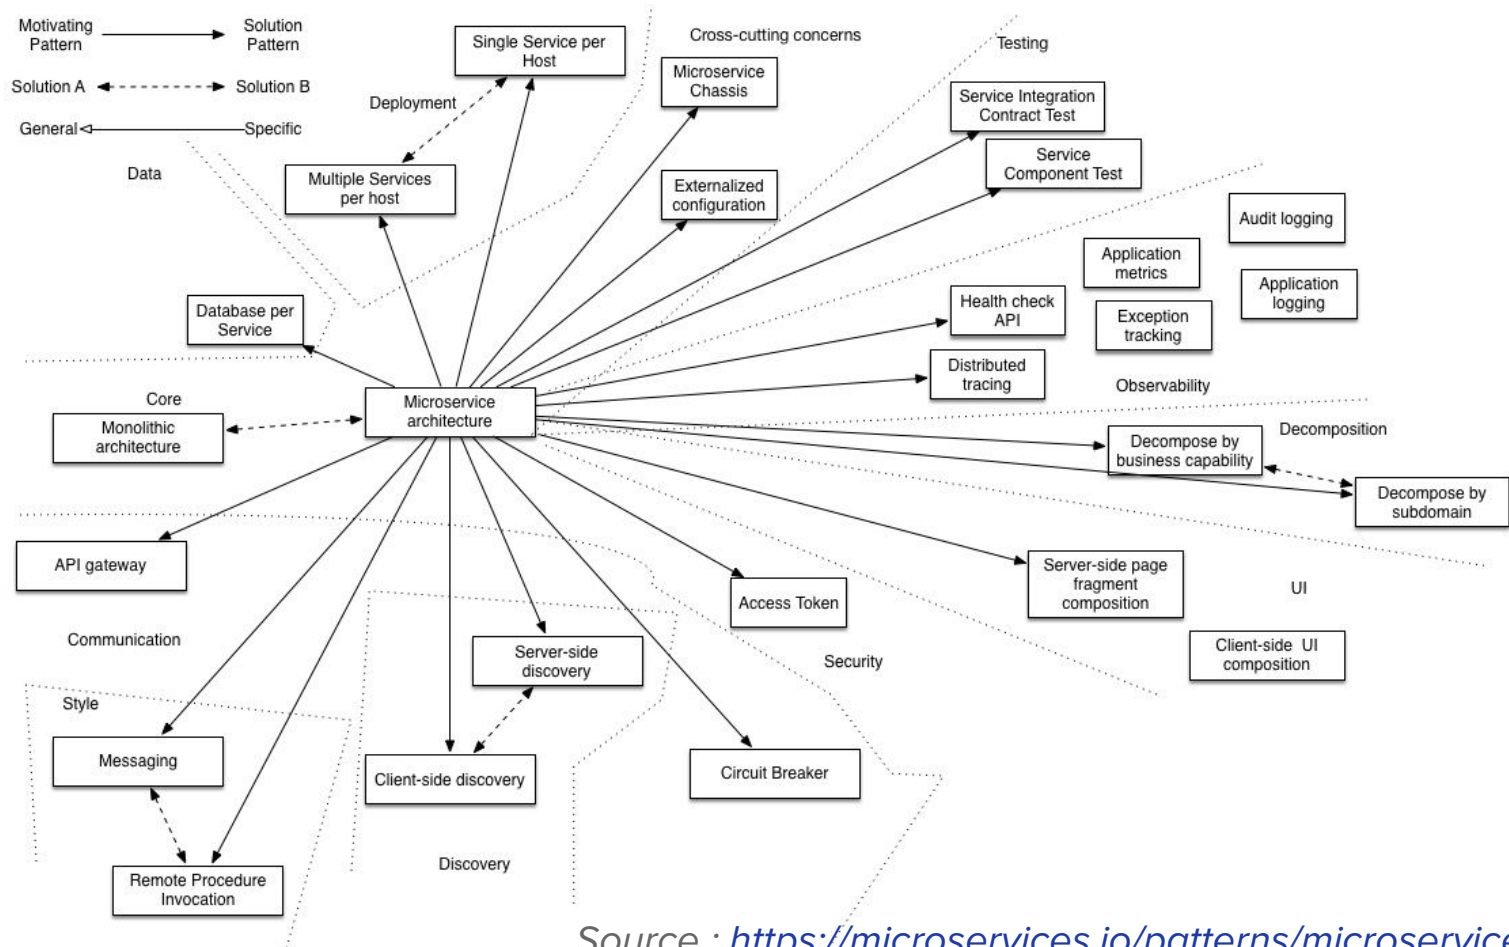 Motivating
Pattern
Solution
Pattern
Solution A
Solution B
General
Specific
Data
Deployment
Single Service per
Host
Multiple Services
per host
Cross-cutting concerns
Microservice
Chassis
Externalized
configuration
Testing
Service Integration
Contract Test
Service
Component Test
Audit logging
Application
metrics
Application
logging
Health check
API
Exception
tracking
Distributed
tracing
Observability
Database per
Service
Core
Monolithic
architecture
Microservice
architecture
Decompose by
business capability
Decomposition
Decompose by
subdomain
API gateway
Server-side page
fragment
composition
UI
Client-side UI
composition
Access Token
Security
Communication
Server-side
discovery
Style
Messaging
Client-side discovery
Circuit Breaker
Discovery
Remote Procedure
Invocation
Source : https://microservices.io/patterns/microservic